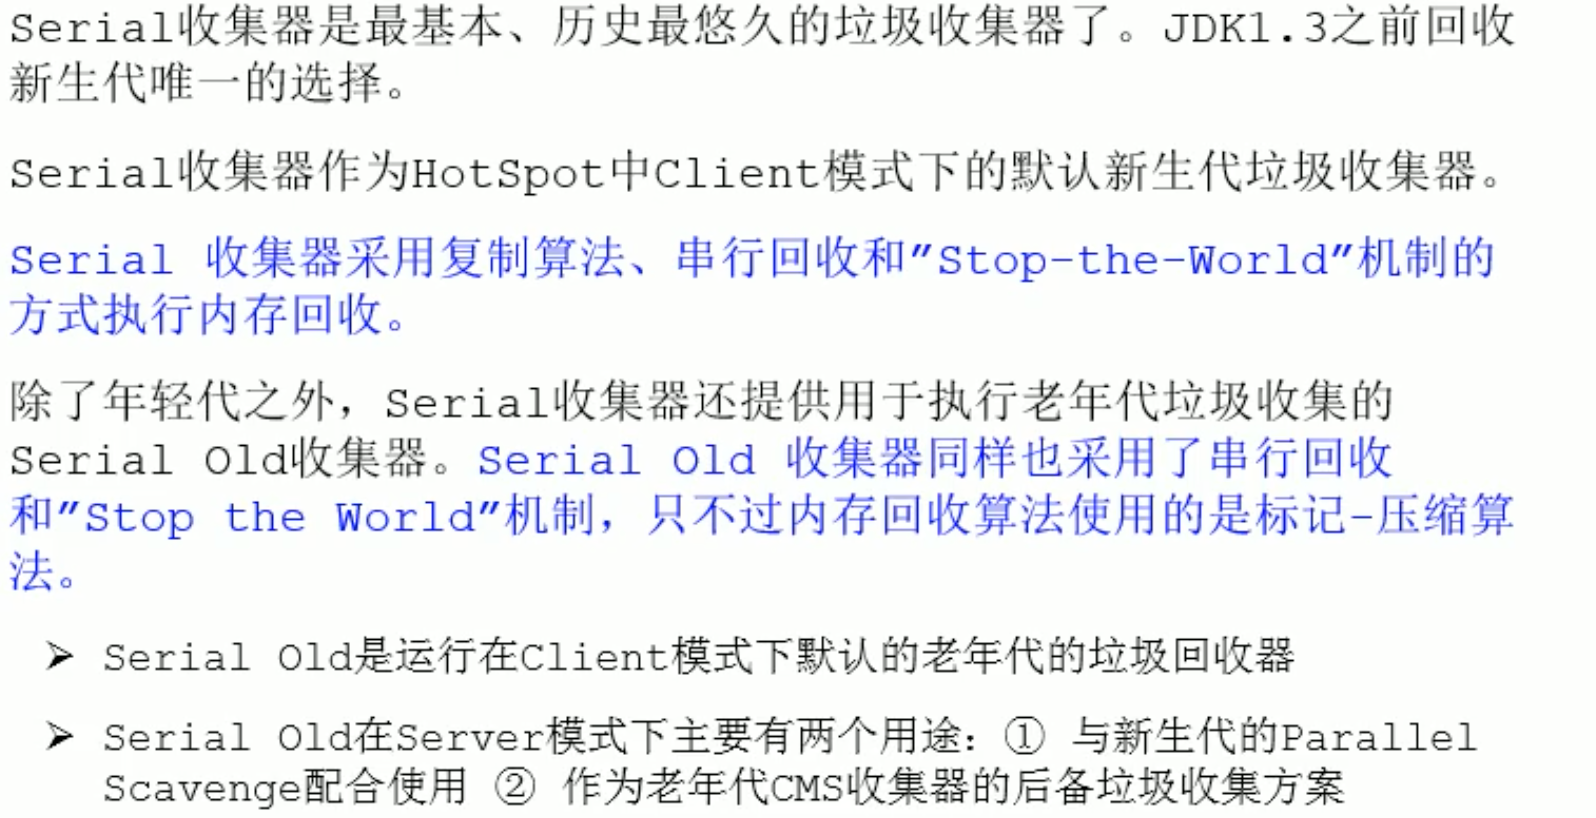 Serial收集器是最基本、历史最悠久的垃圾收集器了。JDK1.3之前回收
新生代唯一的选择。
Serial收集器作为HotSpot中Client模式下的默认新生代垃圾收集器。
Serial 收集器采用复制算法、串行回收和"Stop-the-World"机制的
方式执行内存回收。
除了年轻代之外，Serial收集器还提供用于执行老年代垃圾收集的
Serial Old收集器。Serial Old 收集器同样也采用了串行回收
和"Stop the World"机制，只不过内存回收算法使用的是标记-压缩算
法。
➢ Serial Old是运行在Client模式下默认的老年代的垃圾回收器
➢ Serial Old在Server模式下主要有两个用途：① 与新生代的Parallel
Scavenge配合使用 ② 作为老年代CMS收集器的后备垃圾收集方案